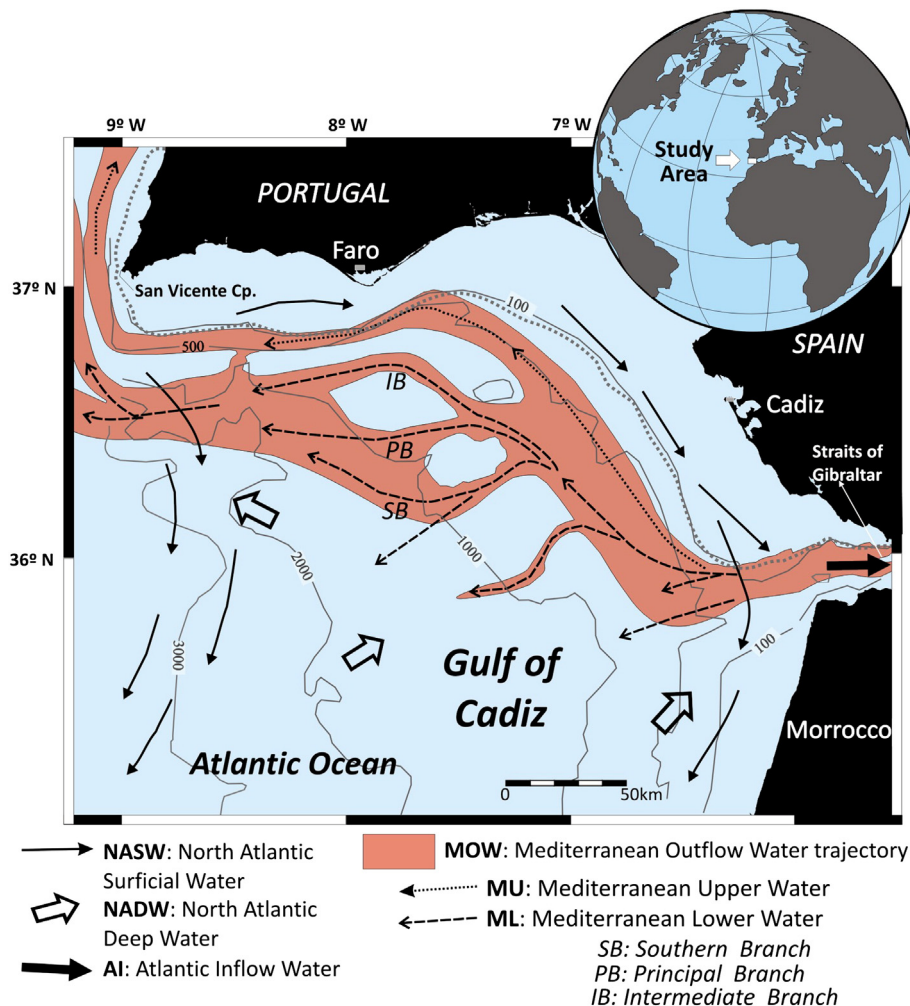 9º W
8º W
7º W
Study
Area
PORTUGAL
Faro
37º N
San Vicente Cp.
100
500
SPAIN
IB
Cadiz
PB
Straits of
Gibraltar
SB
36º N
1000
2000
3000
100
Gulf of
Cadiz
Morrocco
Atlantic Ocean
0 50km
NASW: North Atlantic
Surficial Water
NADW: North Atlantic
Deep Water
AI: Atlantic Inflow Water
MOW: Mediterranean Outflow Water trajectory
MU: Mediterranean Upper Water
ML: Mediterranean Lower Water
SB: Southern Branch
PB: Principal Branch
IB: Intermediate Branch